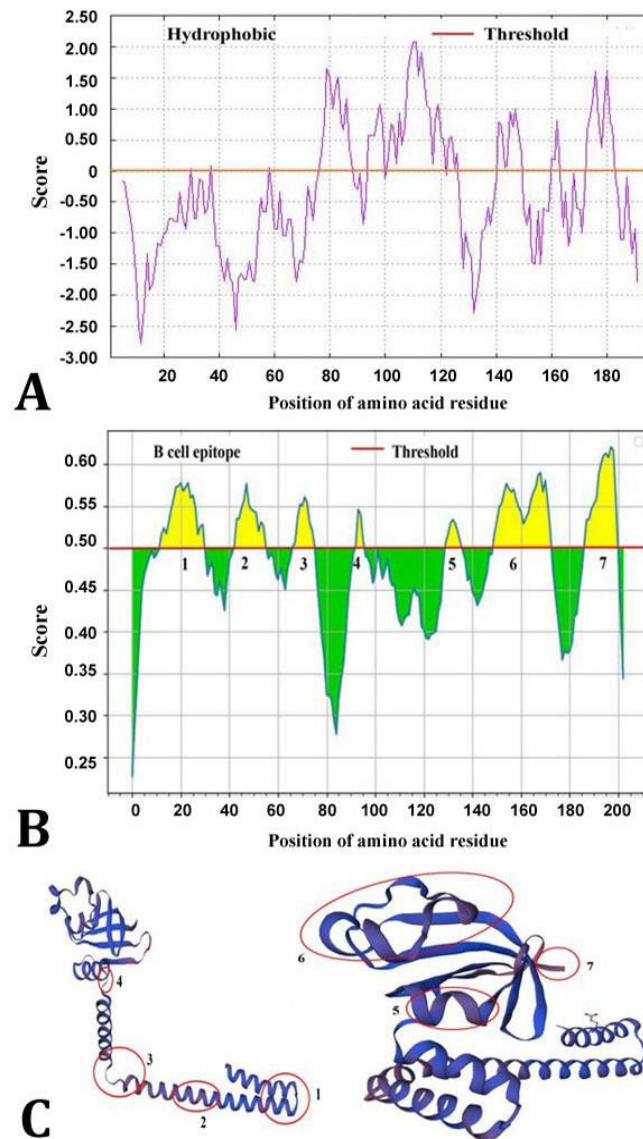 2.50
Hydrophobic
Threshold
2.00
1.50
1.00
0.50
0
-0.50
-1.00
-1.50
-2.00
-2.50
-3.00
Score
20 40 60 80 100 120 140 160 180
Position of amino acid residue
A
B cell epitope
Threshold
0.60
0.55
0.50
0.45
0.40
0.35
0.30
0.25
Score
1 2 3 4 5 6 7
0 20 40 60 80 100 120 140 160 180 200
Position of amino acid residue
B
4
3
1
2
6
7
5
C